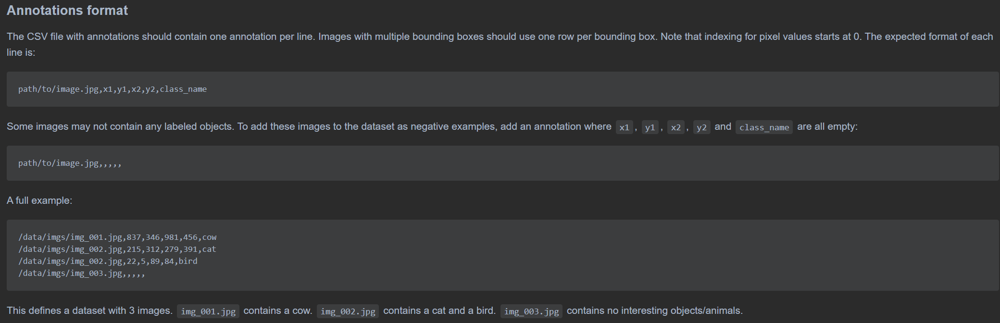 Annotations format
The CSV file with annotations should contain one annotation per line. Images with multiple bounding boxes should use one row per bounding box. Note that indexing for pixel values starts at 0. The expected format of each
line is:
path/to/image.jpg,x1,y1,x2,y2,class_name
Some images may not contain any labeled objects. To add these images to the dataset as negative examples, add an annotation where x1 , y1 , x2 , y2 and class_name are all empty:
path/to/image.jpg,,,,,
A full example:
/data/imgs/img_001.jpg,837,346,981,456,cow
/data/imgs/img_002.jpg,215,312,279,391,cat
/data/imgs/img_002.jpg,22,5,89,84,bird
/data/imgs/img_003.jpg,,,,,
This defines a dataset with 3 images. img_001.jpg contains a cow. img_002.jpg contains a cat and a bird. img_003.jpg contains no interesting objects/animals.